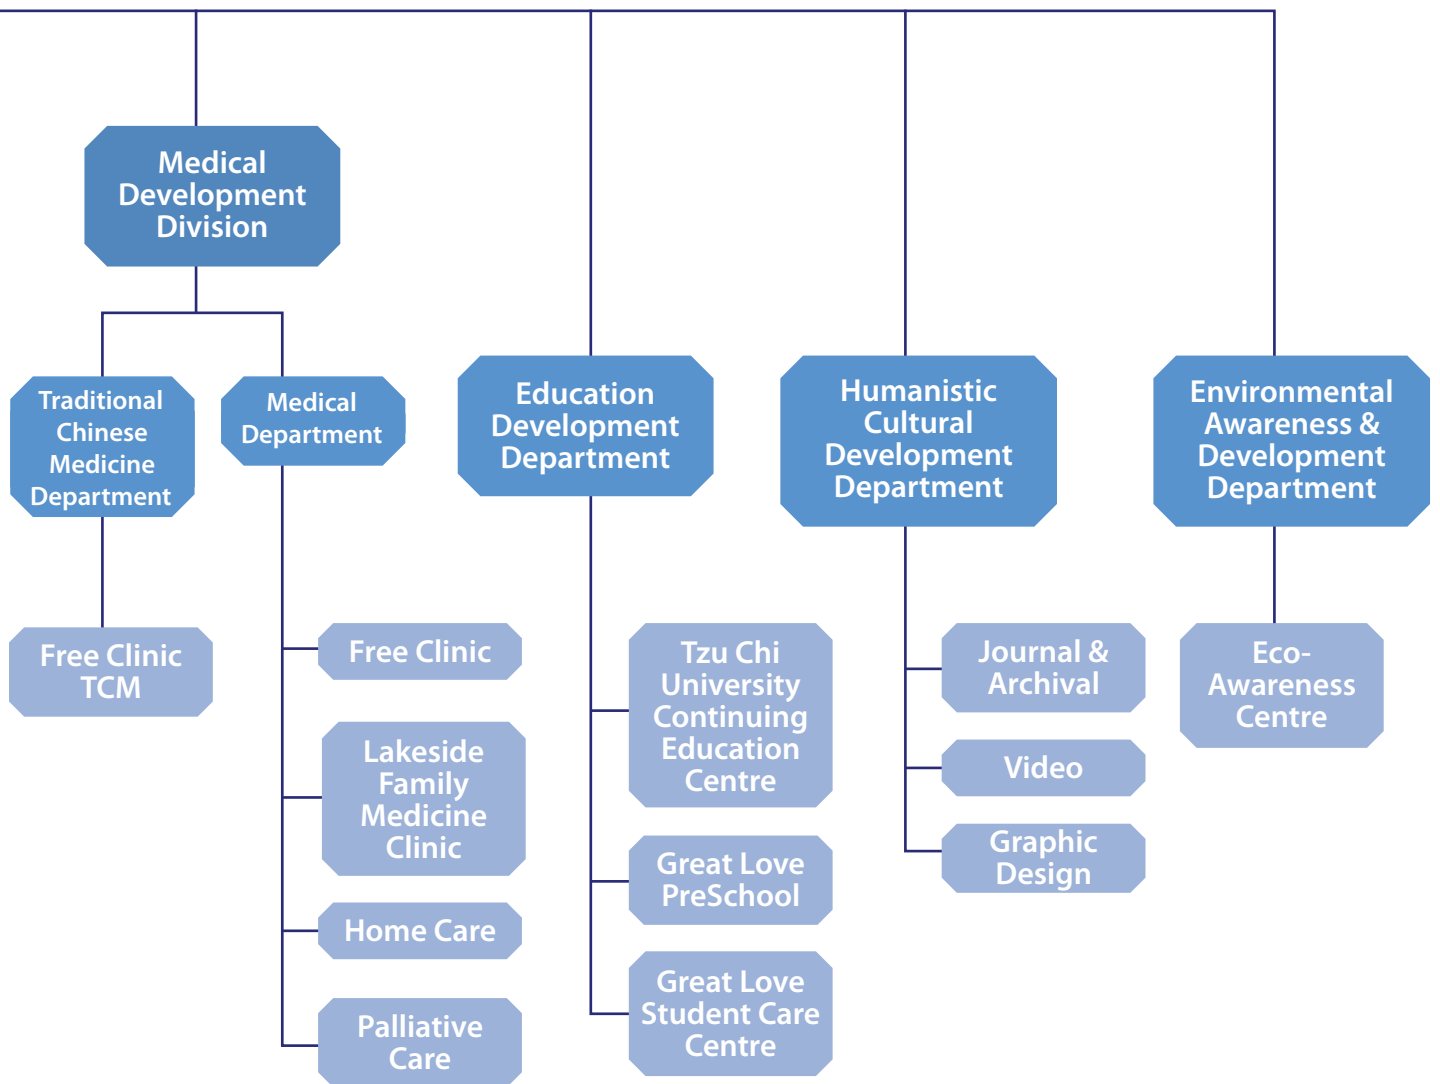 Medical
Development
Division
Traditional
Chinese
Medicine
Department
Medical
Department
Education
Development
Department
Humanistic
Cultural
Development
Department
Environmental
Awareness &
Development
Department
Free Clinic
TCM
Free Clinic
Lakeside
Family
Medicine
Clinic
Home Care
Palliative
Care
Tzu Chi
University
Continuing
Education
Centre
Great Love
PreSchool
Great Love
Student Care
Centre
Journal &
Archival
Video
Graphic
Design
Eco-
Awareness
Centre